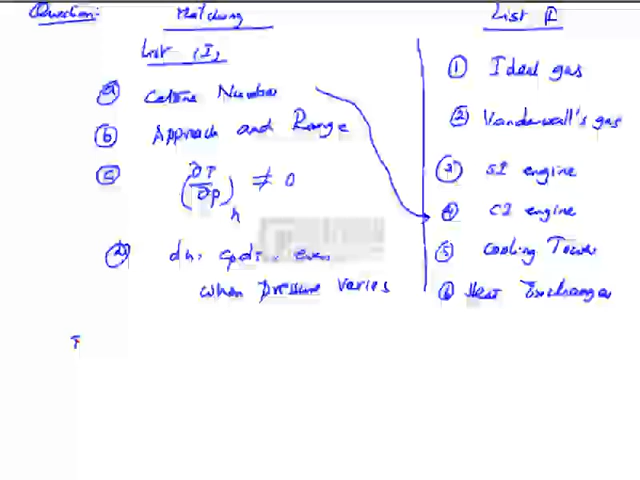 Question: Matching
List (I)
(a) Cetane Number
(b) Approach and Range
(c) (∂T/∂p)h ≠ 0
(d) dh = cpdT, even
when pressure varies
List II
(1) Ideal gas
(2) Vanderwall's gas
(3) SI engine
(4) CI engine
(5) Cooling Tower
(6) Heat Exchanger